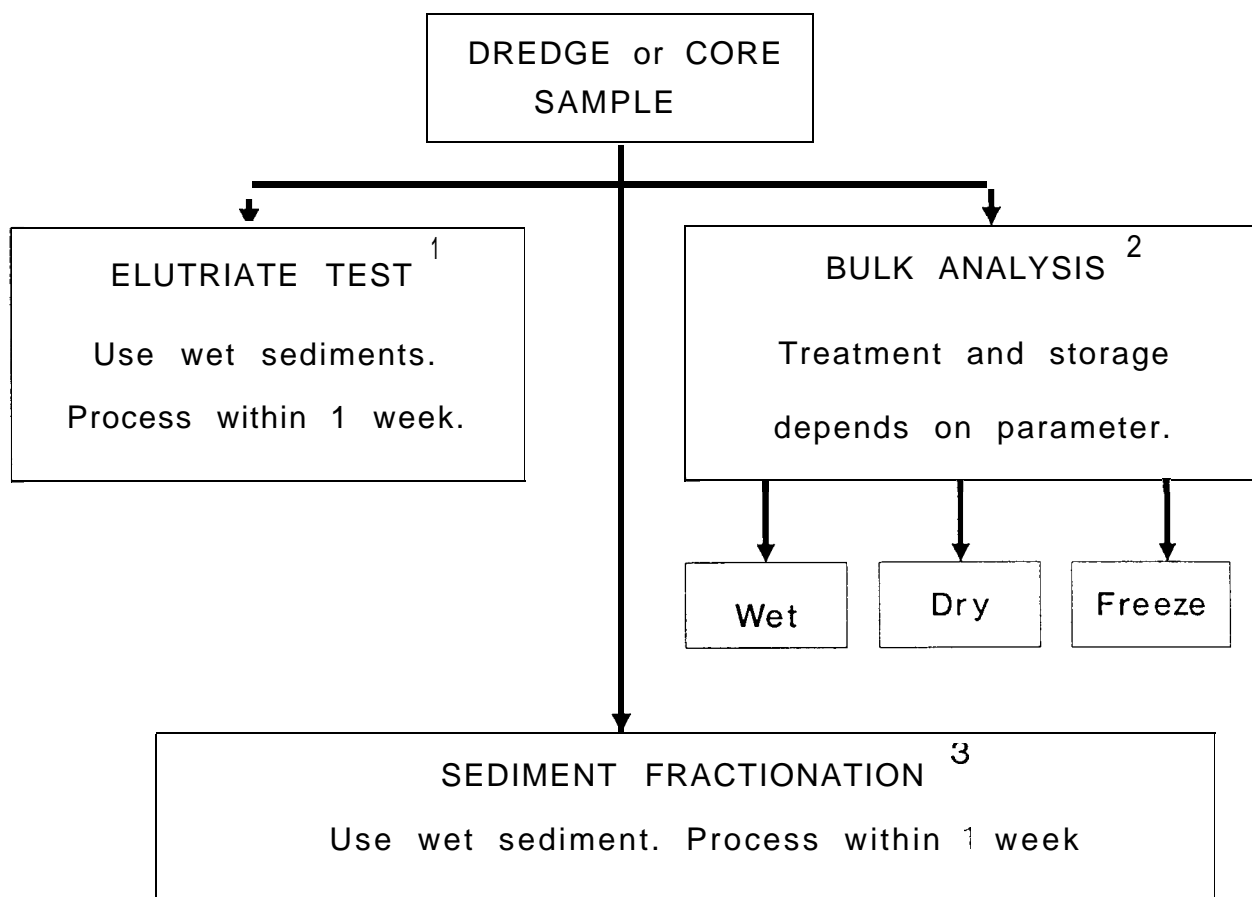 DREDGE or CORE
SAMPLE
ELUTRIATE TEST 1
Use wet sediments.
Process within 1 week.
BULK ANALYSIS 2
Treatment and storage
depends on parameter.
Wet
Dry
Freeze
SEDIMENT FRACTIONATION 3
Use wet sediment. Process within 1 week